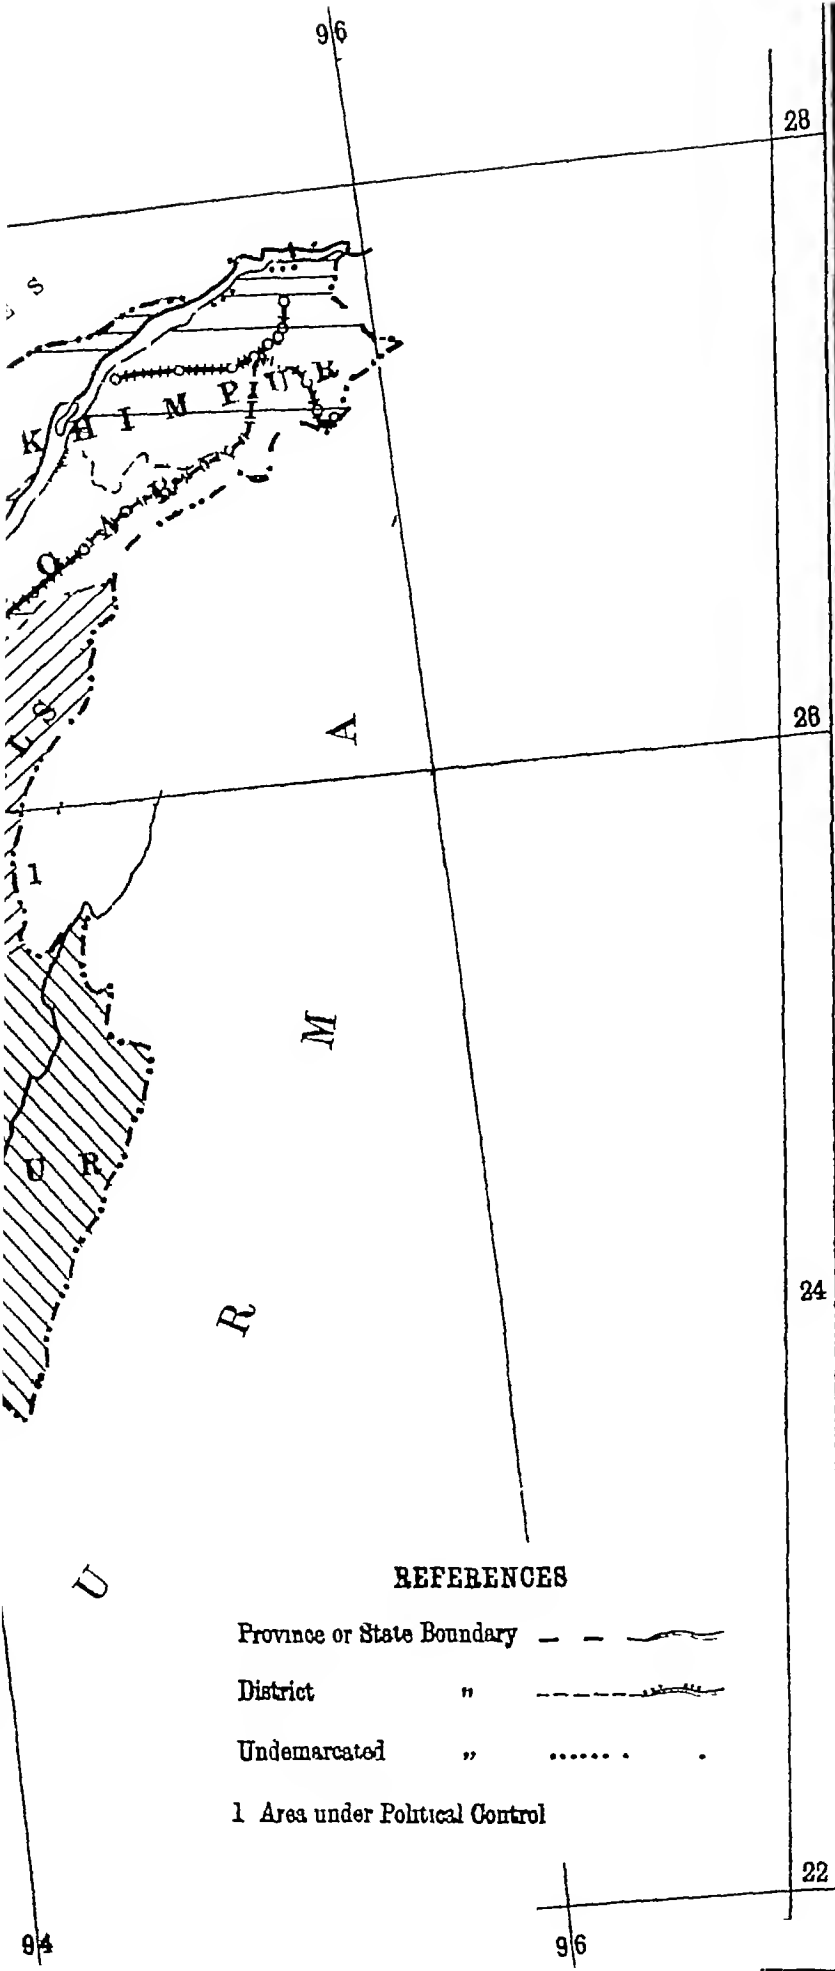 96
28
S
K H I M P U R
L S
A
26
1
M
U R
R
24
U
REFERENCES
Province or State Boundary
District "
Undemarcated "
1 Area under Political Control
22
94
96